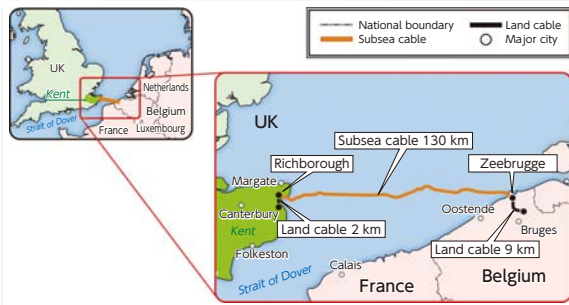 National boundary
Land cable
Subsea cable
Major city
UK
Kent
Netherlands
Belgium
Strait of Dover
France
Luxembourg
UK
Subsea cable 130 km
Richborough
Zeebrugge
Margate
Canterbury
Oostende
Land cable 2 km
Bruges
Kent
Land cable 9 km
Folkeston
Calais
Strait of Dover
France
Belgium